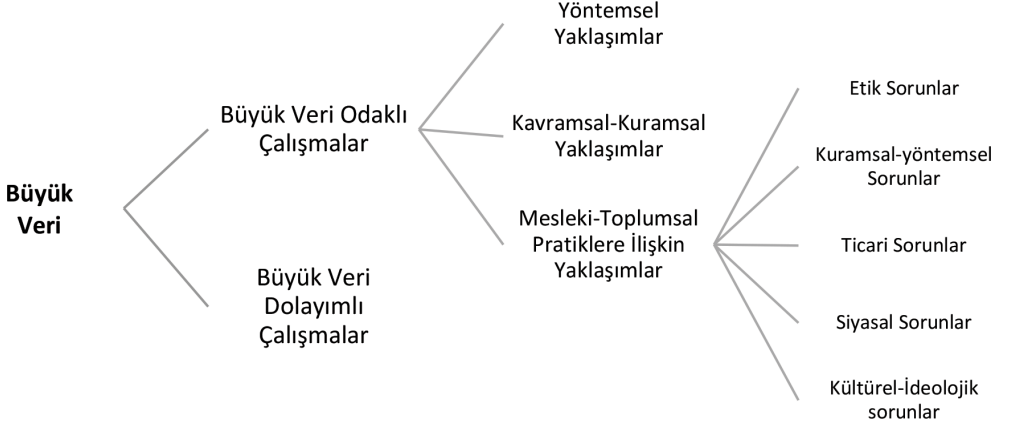 Büyük
Veri
Büyük Veri Odaklı
Çalışmalar
Büyük Veri
Dolayımlı
Çalışmalar
Yöntemsel
Yaklaşımlar
Kavramsal-Kuramsal
Yaklaşımlar
Mesleki-Toplumsal
Pratiklere İlişkin
Yaklaşımlar
Etik Sorunlar
Kuramsal-yöntemsel
Sorunlar
Ticari Sorunlar
Siyasal Sorunlar
Kültürel-İdeolojik
sorunlar